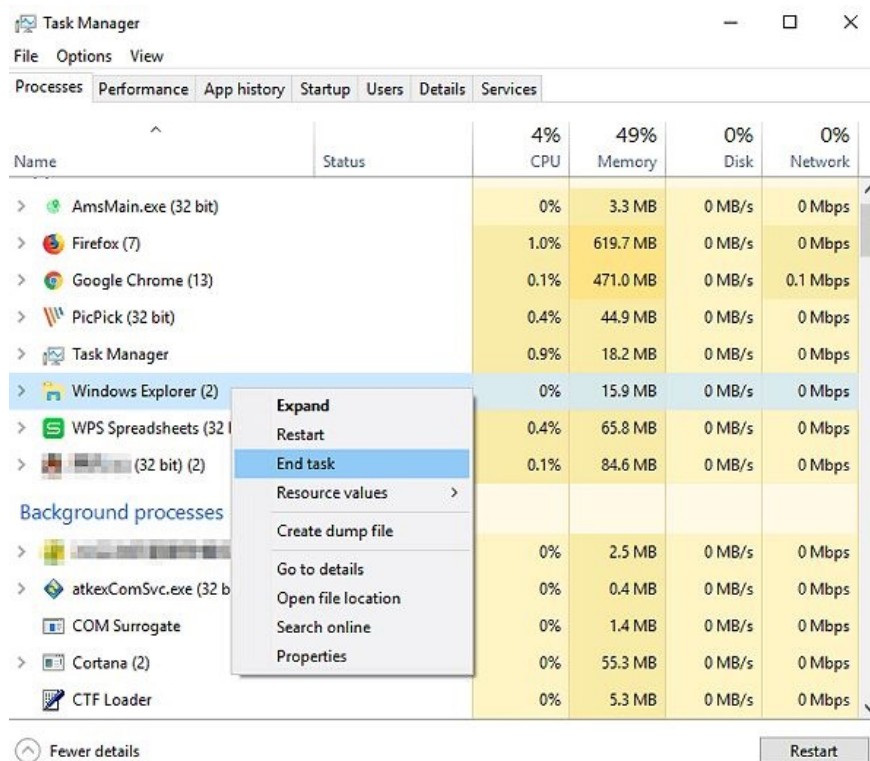 Task Manager
File Options View
Processes Performance App history Startup Users Details Services
4% 49% 0% 0%
Name Status CPU Memory Disk Network
AmsMain.exe (32 bit) 0% 3.3 MB 0 MB/s 0 Mbps
Firefox (7) 1.0% 619.7 MB 0 MB/s 0 Mbps
Google Chrome (13) 0.1% 471.0 MB 0 MB/s 0.1 Mbps
PicPick (32 bit) 0.4% 44.9 MB 0 MB/s 0 Mbps
Task Manager 0.9% 18.2 MB 0 MB/s 0 Mbps
Windows Explorer (2) 0% 15.9 MB 0 MB/s 0 Mbps
WPS Spreadsheets (32 0.4% 65.8 MB 0 MB/s 0 Mbps
(32 bit) (2) 0.1% 84.6 MB 0 MB/s 0 Mbps
Background processes
0% 2.5 MB 0 MB/s 0 Mbps
atkexComSvc.exe (32 b 0% 0.4 MB 0 MB/s 0 Mbps
COM Surrogate 0% 1.4 MB 0 MB/s 0 Mbps
Cortana (2) 0% 55.3 MB 0 MB/s 0 Mbps
CTF Loader 0% 5.3 MB 0 MB/s 0 Mbps
Expand
Restart
End task
Resource values
Create dump file
Go to details
Open file location
Search online
Properties
Fewer details Restart